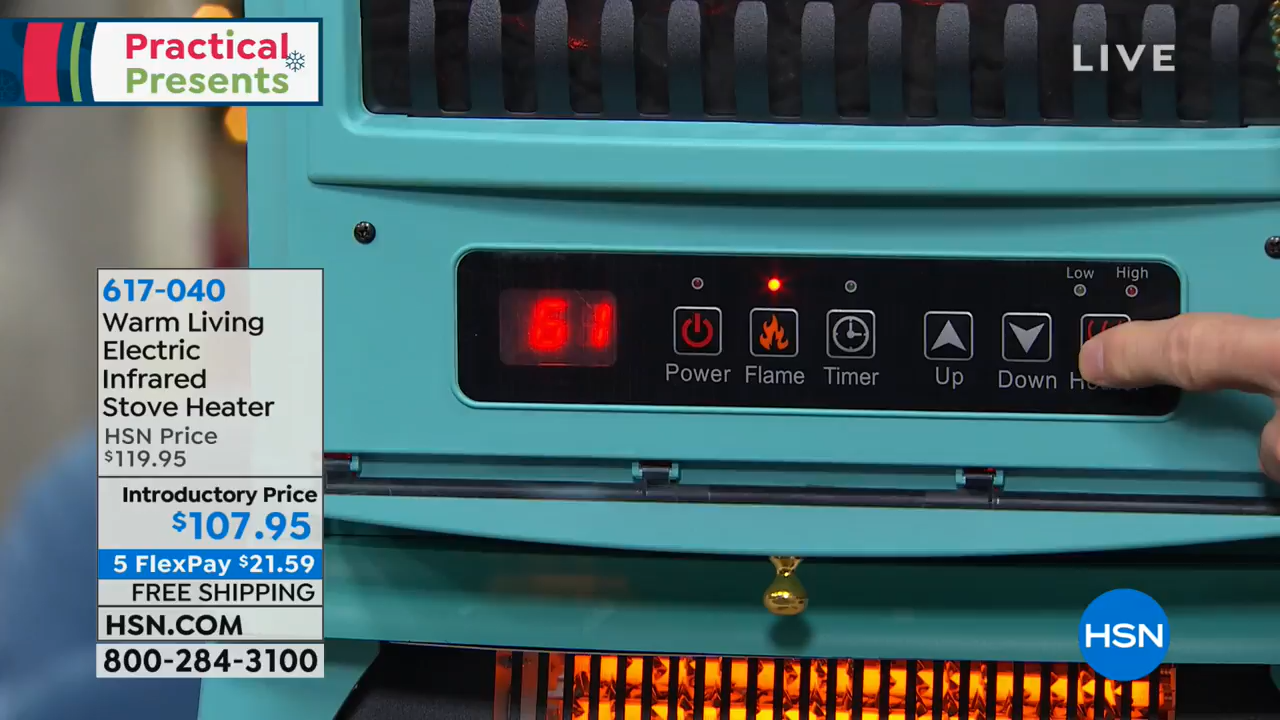 Practical
Presents
LIVE
617-040
Warm Living
Electric
Infrared
Stove Heater
HSN Price
$119.95
Introductory Price
$107.95
5 FlexPay $21.59
FREE SHIPPING
HSN.COM
800-284-3100
61
Low High
Power Flame Timer Up Down
HSN